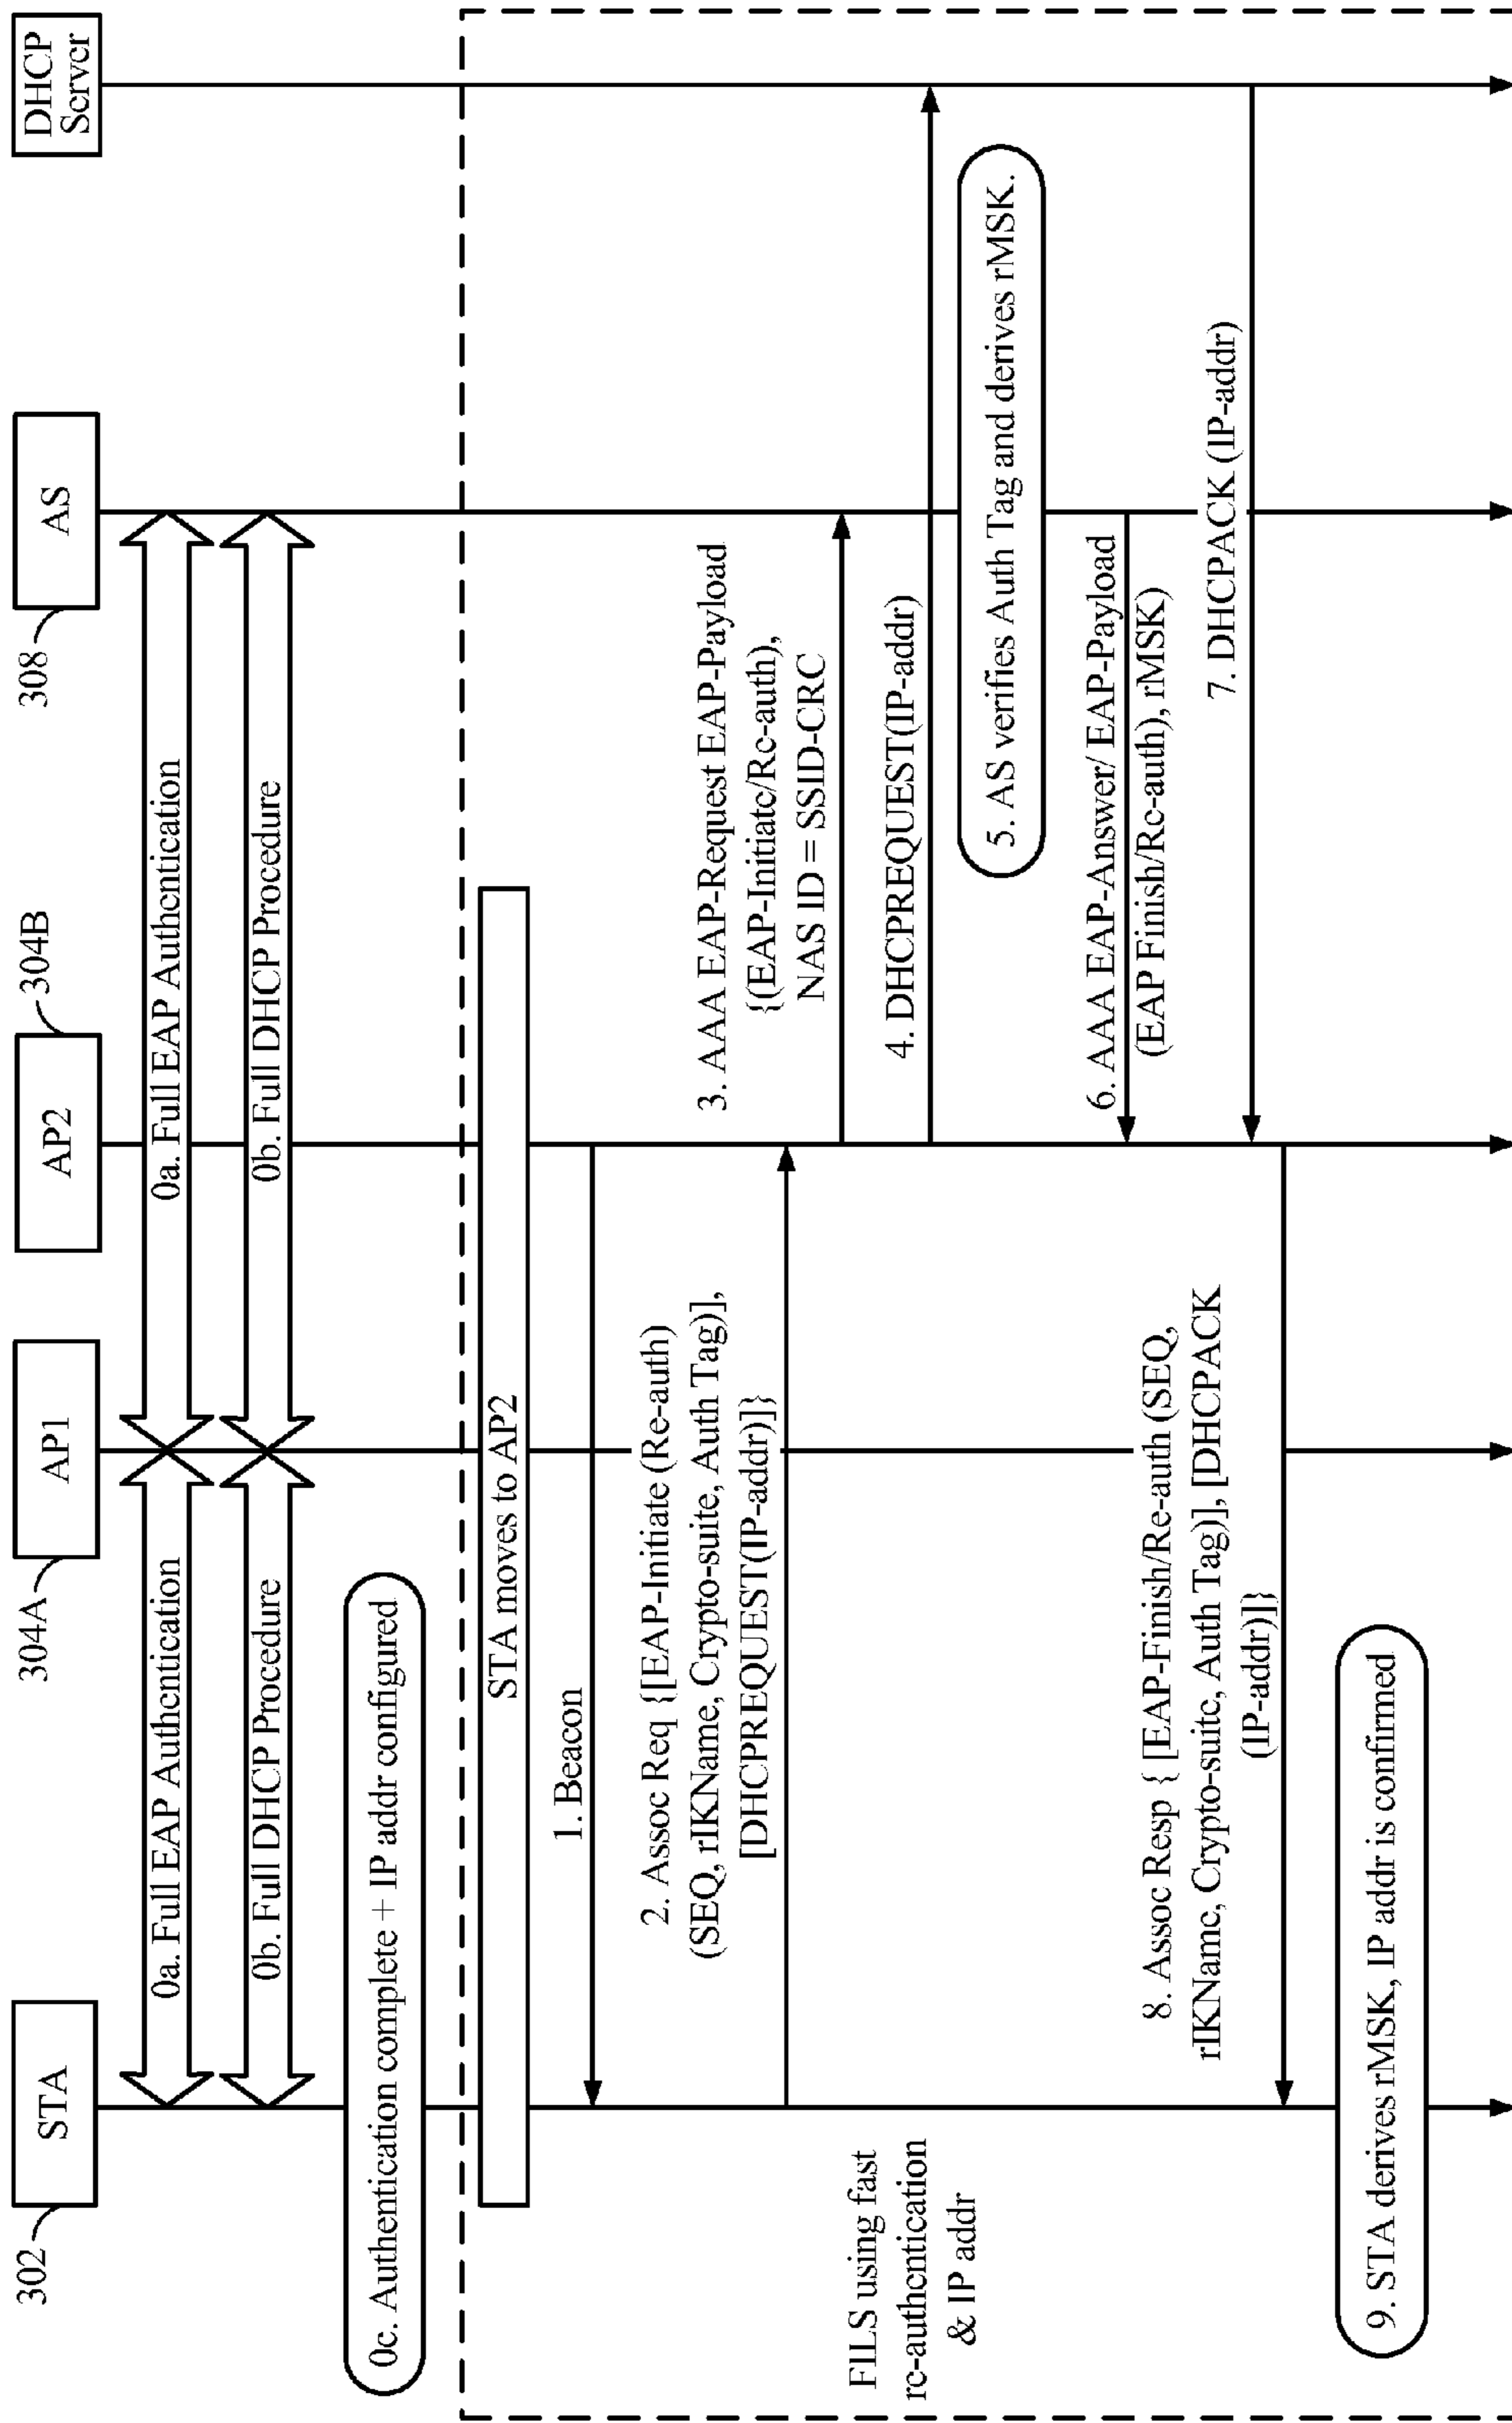 302
STA
304A
AP1
AP2
304B
308
AS
DHCP
Server
0a. Full EAP Authentication
0a. Full EAP Authentication
0b. Full DHCP Procedure
0b. Full DHCP Procedure
0c. Authentication complete + IP addr configured
STA moves to AP2
1. Beacon
2. Assoc Req {[EAP-Initiate (Re-auth)
(SEQ, rIKName, Crypto-suite, Auth Tag)],
[DHCPREQUEST(IP-addr)]}
3. AAA EAP-Request EAP-Payload
{(EAP-Initiate/Re-auth),
NAS ID = SSID-CRC
4. DHCPREQUEST(IP-addr)
FILS using fast
re-authentication
& IP addr
5. AS verifies Auth Tag and derives rMSK.
6. AAA EAP-Answer/ EAP-Payload
(EAP Finish/Re-auth), rMSK)
7. DHCPACK (IP-addr)
8. Assoc Resp { [EAP-Finish/Re-auth (SEQ,
rIKName, Crypto-suite, Auth Tag)], [DHCPACK
(IP-addr)]}
9. STA derives rMSK, IP addr is confirmed